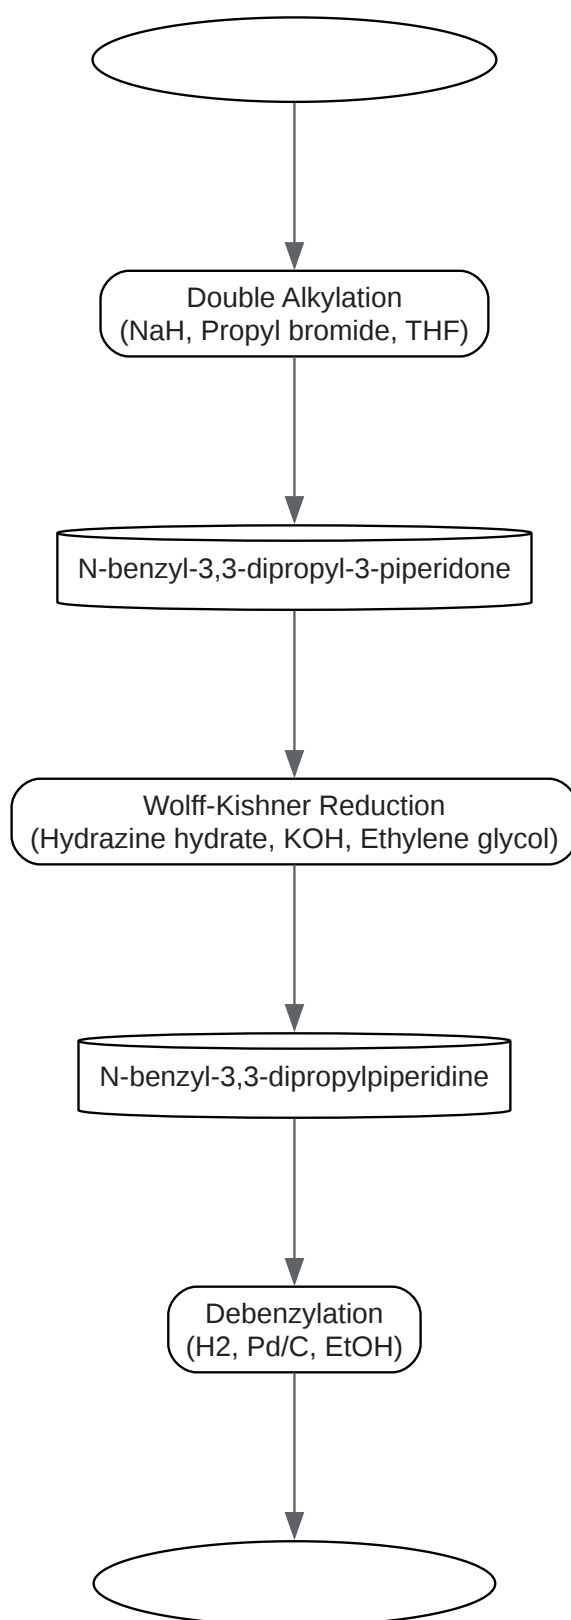 Double Alkylation
(NaH, Propyl bromide, THF)
N-benzyl-3,3-dipropyl-3-piperidone
Wolff-Kishner Reduction
(Hydrazine hydrate, KOH, Ethylene glycol)
N-benzyl-3,3-dipropylpiperidine
Debenzylation
(H2, Pd/C, EtOH)